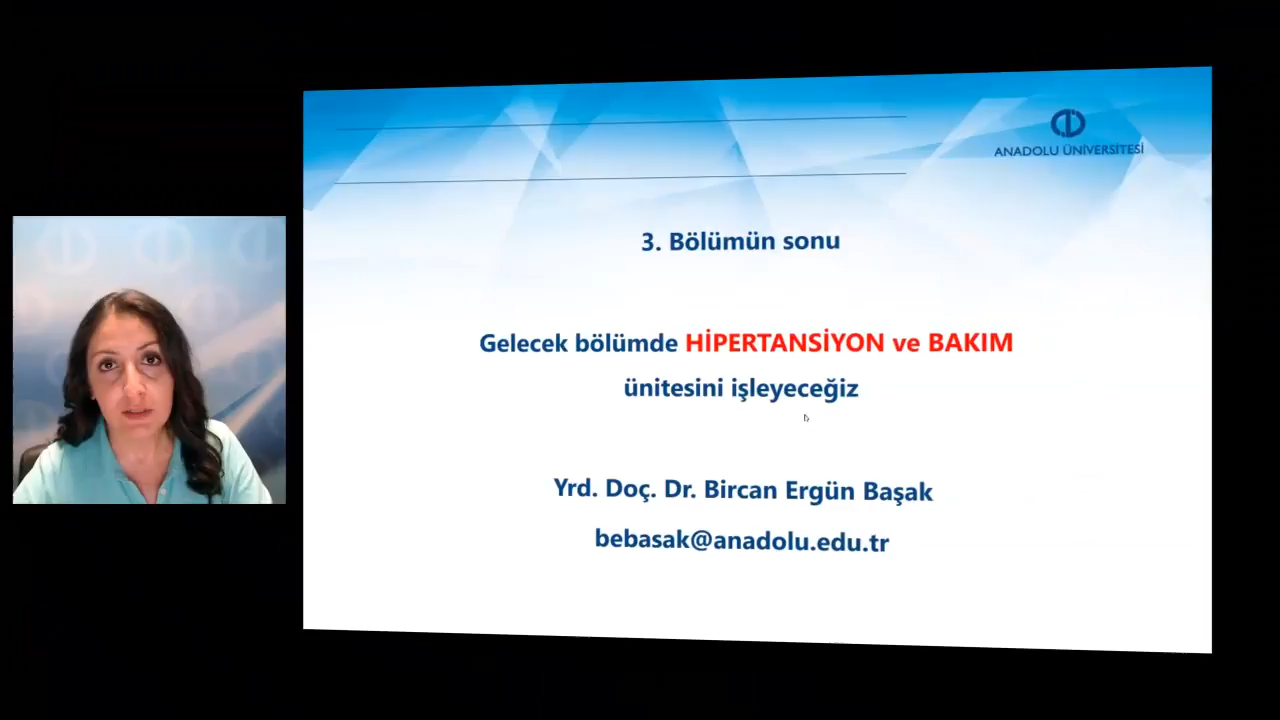 ANADOLU ÜNİVERSİTESİ
3. Bölümün sonu
Gelecek bölümde HİPERTANSİYON ve BAKIM
ünitesini işleyeceğiz
Yrd. Doç. Dr. Bircan Ergün Başak
bebasak@anadolu.edu.tr